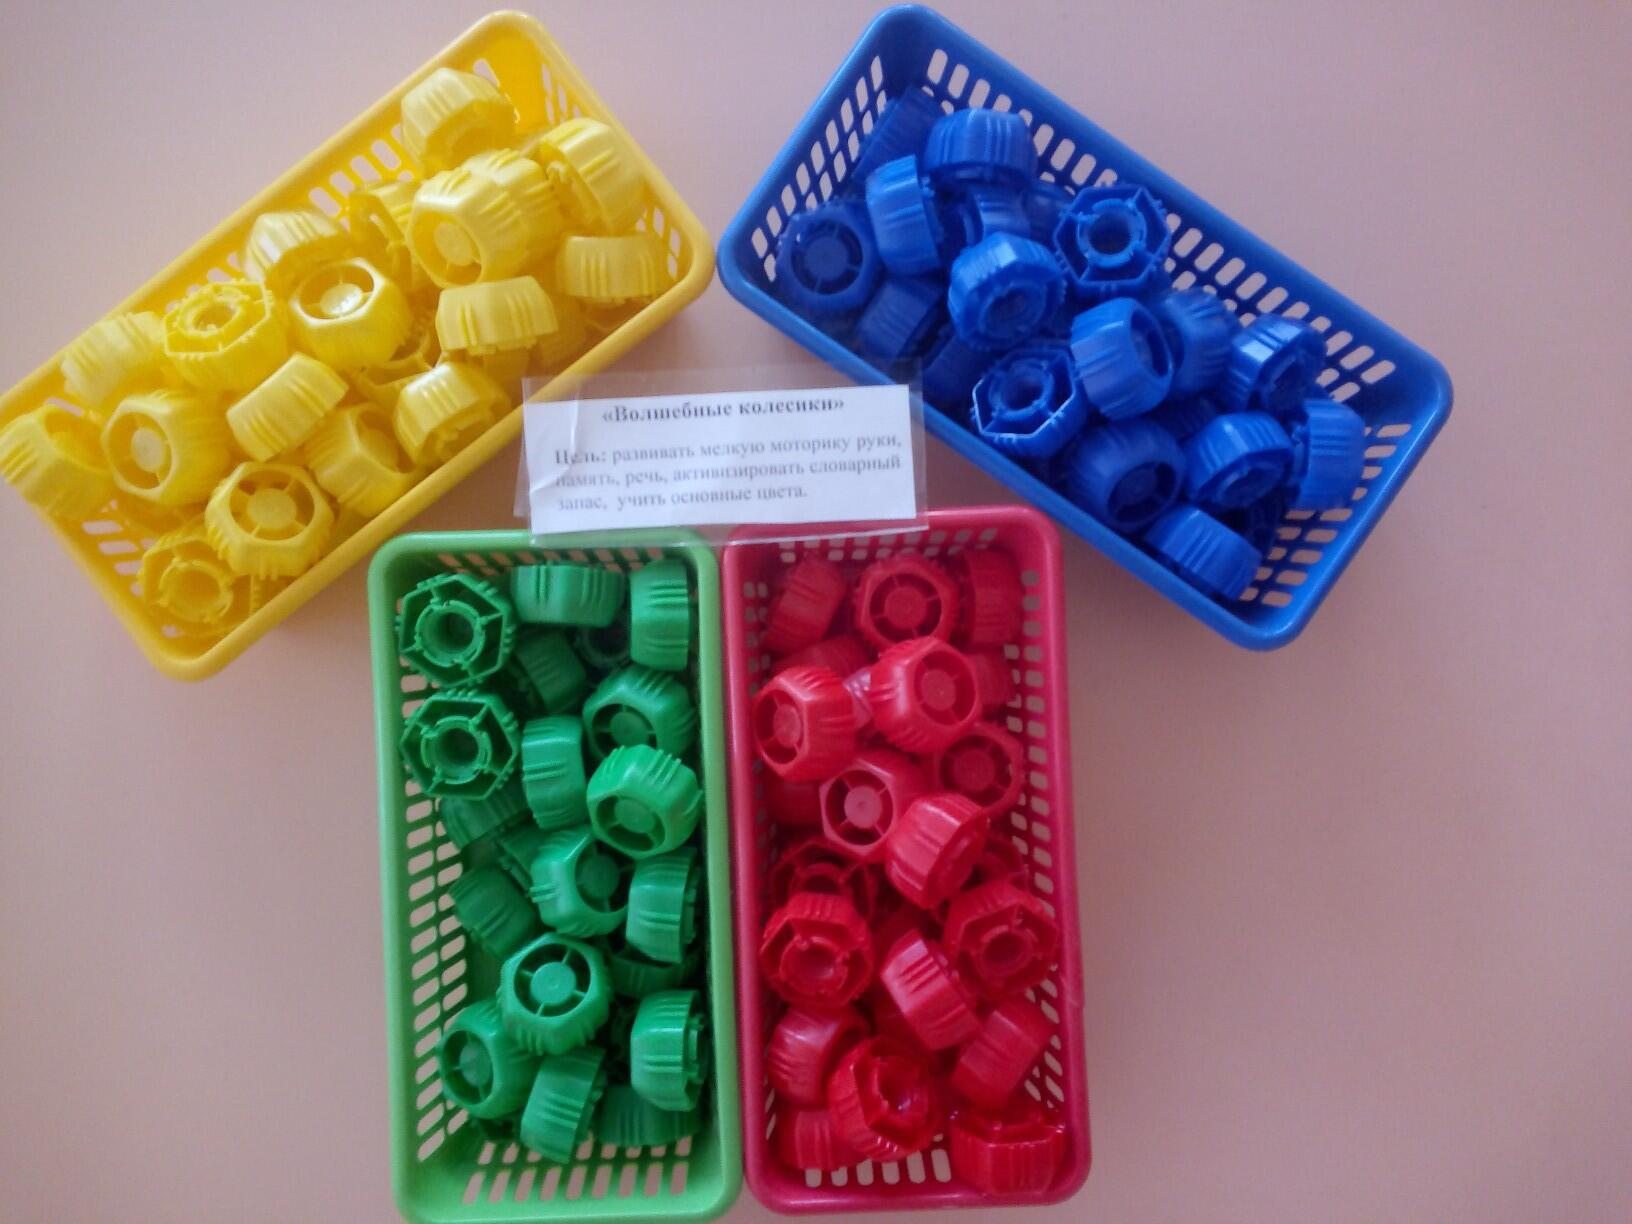 «Волшебные колесики»
Цель: развивать мелкую моторику руки,
память, речь, активизировать словарный
запас, учить основные цвета.